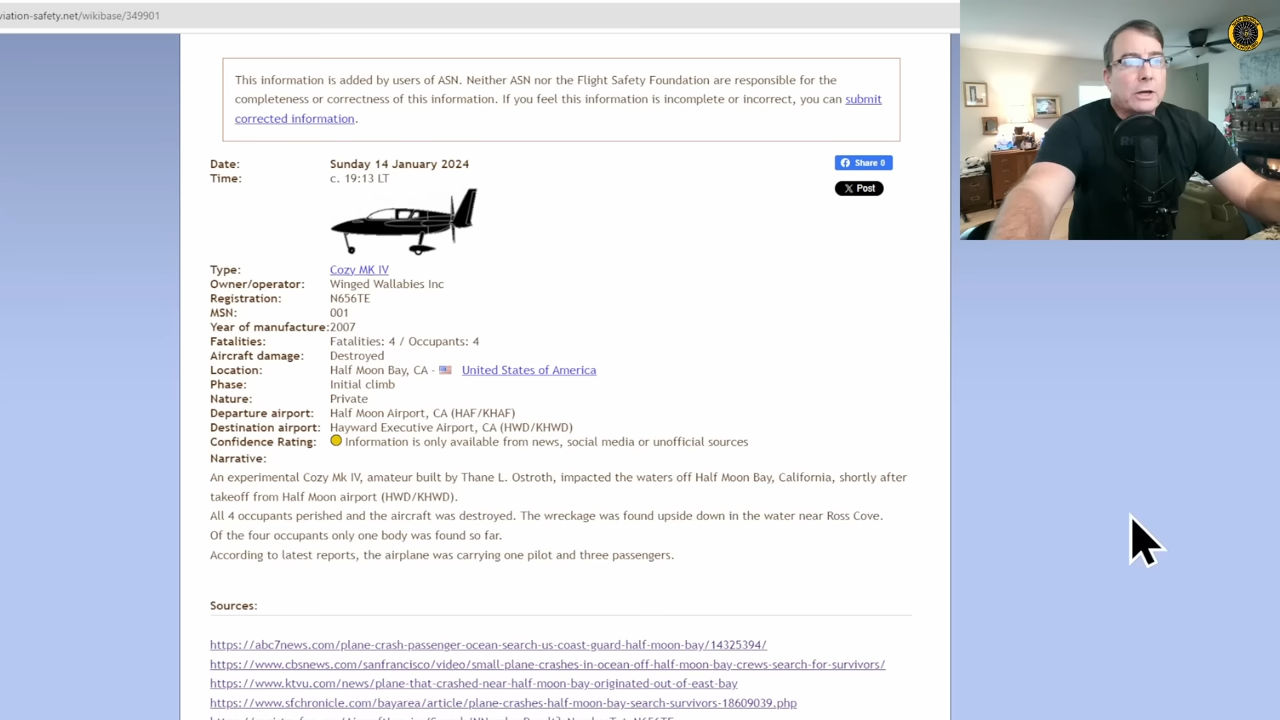 viation-safety.net/wikibase/349901
This information is added by users of ASN. Neither ASN nor the Flight Safety Foundation are responsible for the
completeness or correctness of this information. If you feel this information is incomplete or incorrect, you can submit
corrected information.
Date: Sunday 14 January 2024
Share 0
Time: c. 19:13 LT
X Post
Type: Cozy MK IV
Owner/operator: Winged Wallabies Inc
Registration: N656TE
MSN: 001
Year of manufacture: 2007
Fatalities: Fatalities: 4 / Occupants: 4
Aircraft damage: Destroyed
Location: Half Moon Bay, CA - United States of America
Phase: Initial climb
Nature: Private
Departure airport: Half Moon Airport, CA (HAF/KHAF)
Destination airport: Hayward Executive Airport, CA (HWD/KHWD)
Confidence Rating: Information is only available from news, social media or unofficial sources
Narrative:
An experimental Cozy Mk IV, amateur built by Thane L. Ostroth, impacted the waters off Half Moon Bay, California, shortly after
takeoff from Half Moon airport (HWD/KHWD).
All 4 occupants perished and the aircraft was destroyed. The wreckage was found upside down in the water near Ross Cove.
Of the four occupants only one body was found so far.
According to latest reports, the airplane was carrying one pilot and three passengers.
Sources:
https://abc7news.com/plane-crash-passenger-ocean-search-us-coast-guard-half-moon-bay/14325394/
https://www.cbsnews.com/sanfrancisco/video/small-plane-crashes-in-ocean-off-half-moon-bay-crews-search-for-survivors/
https://www.ktvu.com/news/plane-that-crashed-near-half-moon-bay-originated-out-of-east-bay
https://www.sfchronicle.com/bayarea/article/plane-crashes-half-moon-bay-search-survivors-18609039.php